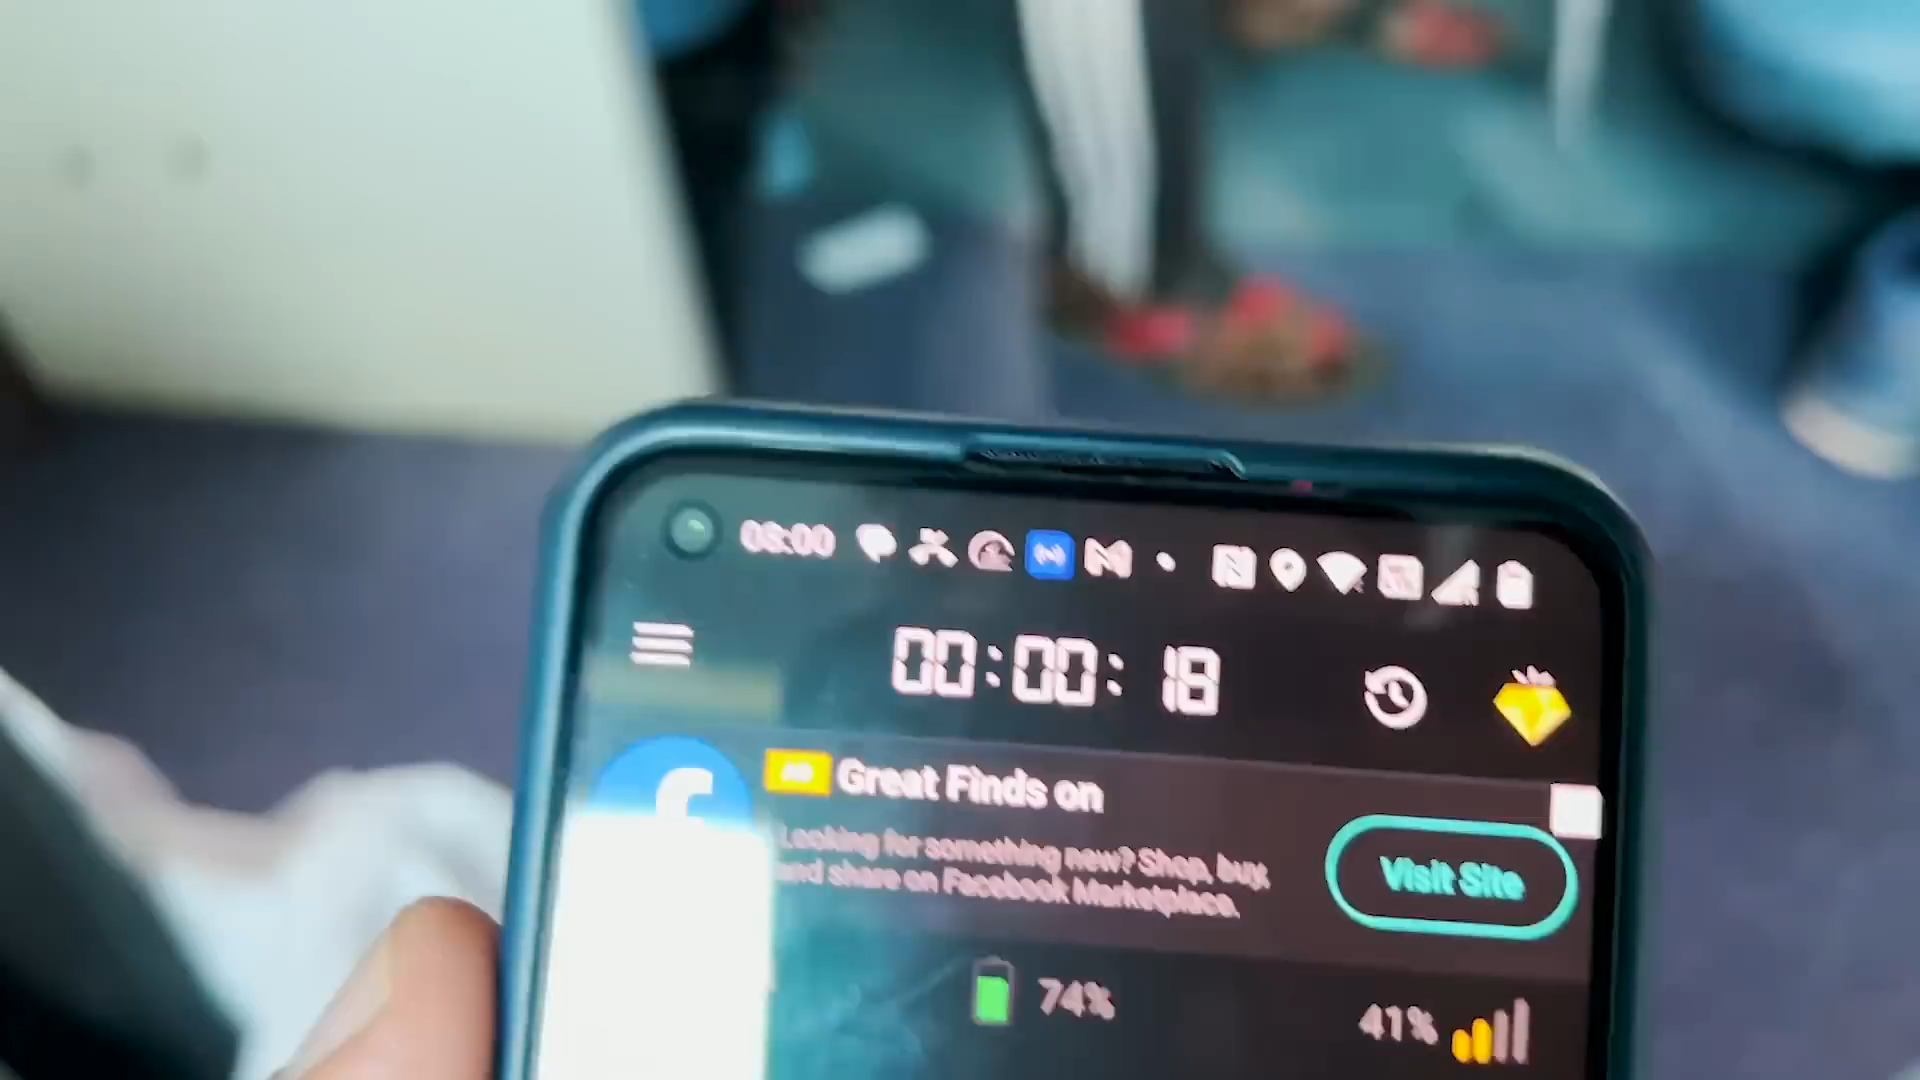 08:00
00:00:18
AD Great Finds on
Looking for something new? Shop, buy,
and share on Facebook Marketplace.
Visit Site
74%
41%